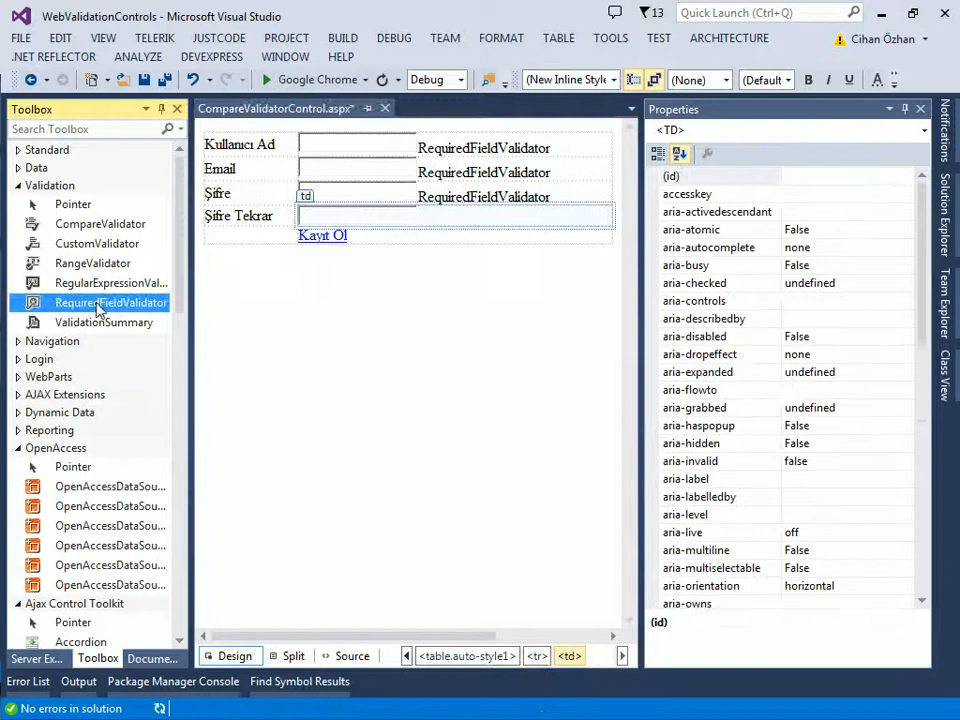 WebValidationControls - Microsoft Visual Studio
13
Quick Launch (Ctrl+Q)
FILE EDIT VIEW TELERIK JUSTCODE PROJECT BUILD DEBUG TEAM FORMAT TABLE TOOLS TEST ARCHITECTURE
Cihan Özhan
.NET REFLECTOR ANALYZE DEVEXPRESS WINDOW HELP
Google Chrome
Debug
(New Inline Style
(None)
(Default
B I U A
Toolbox
Search Toolbox
Standard
Data
Validation
Pointer
CompareValidator
CustomValidator
RangeValidator
RegularExpressionVal...
RequiredFieldValidator
ValidationSummary
Navigation
Login
WebParts
AJAX Extensions
Dynamic Data
Reporting
OpenAccess
Pointer
OpenAccessDataSou...
OpenAccessDataSou...
OpenAccessDataSou...
OpenAccessDataSou...
OpenAccessDataSou...
OpenAccessDataSou...
Ajax Control Toolkit
Pointer
Accordion
Server Ex... Toolbox Docume...
CompareValidatorControl.aspx*
Kullanıcı Ad RequiredFieldValidator
Email RequiredFieldValidator
Şifre RequiredFieldValidator
td
Şifre Tekrar
Kayıt Ol
Design Split Source <table.auto-style1> <tr> <td>
Properties
<TD>
(id)
accesskey
aria-activedescendant
aria-atomic False
aria-autocomplete none
aria-busy False
aria-checked undefined
aria-controls
aria-describedby
aria-disabled False
aria-dropeffect none
aria-expanded undefined
aria-flowto
aria-grabbed undefined
aria-haspopup False
aria-hidden False
aria-invalid false
aria-label
aria-labelledby
aria-level
aria-live off
aria-multiline False
aria-multiselectable False
aria-orientation horizontal
aria-owns
(id)
Notifications
Solution Explorer
Team Explorer
Class View
Error List Output Package Manager Console Find Symbol Results
No errors in solution